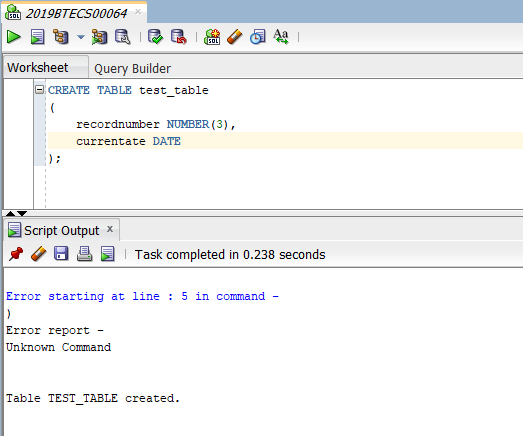 2019BTECS00064
SQL
Worksheet Query Builder
CREATE TABLE test_table
(
recordnumber NUMBER(3),
currentate DATE
);
Script Output x
Task completed in 0.238 seconds
Error starting at line : 5 in command -
)
Error report -
Unknown Command
Table TEST_TABLE created.